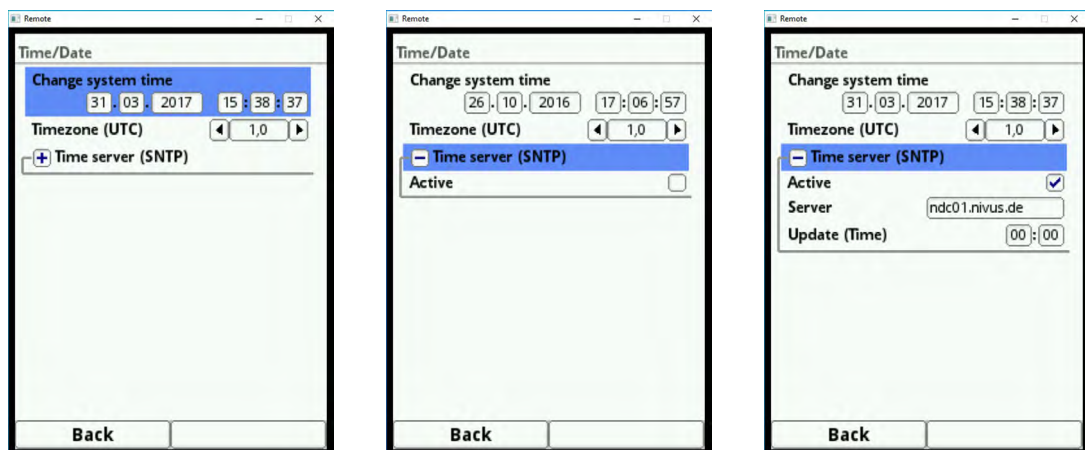 Remote
Time/Date
Change system time
31. 03. 2017 15:38:37
Timezone (UTC) 1,0
Time server (SNTP)
Back
Remote
Time/Date
Change system time
26. 10. 2016 17:06:57
Timezone (UTC) 1,0
Time server (SNTP)
Active
Back
Remote
Time/Date
Change system time
31. 03. 2017 15:38:37
Timezone (UTC) 1,0
Time server (SNTP)
Active
Server ndc01.nivus.de
Update (Time) 00:00
Back